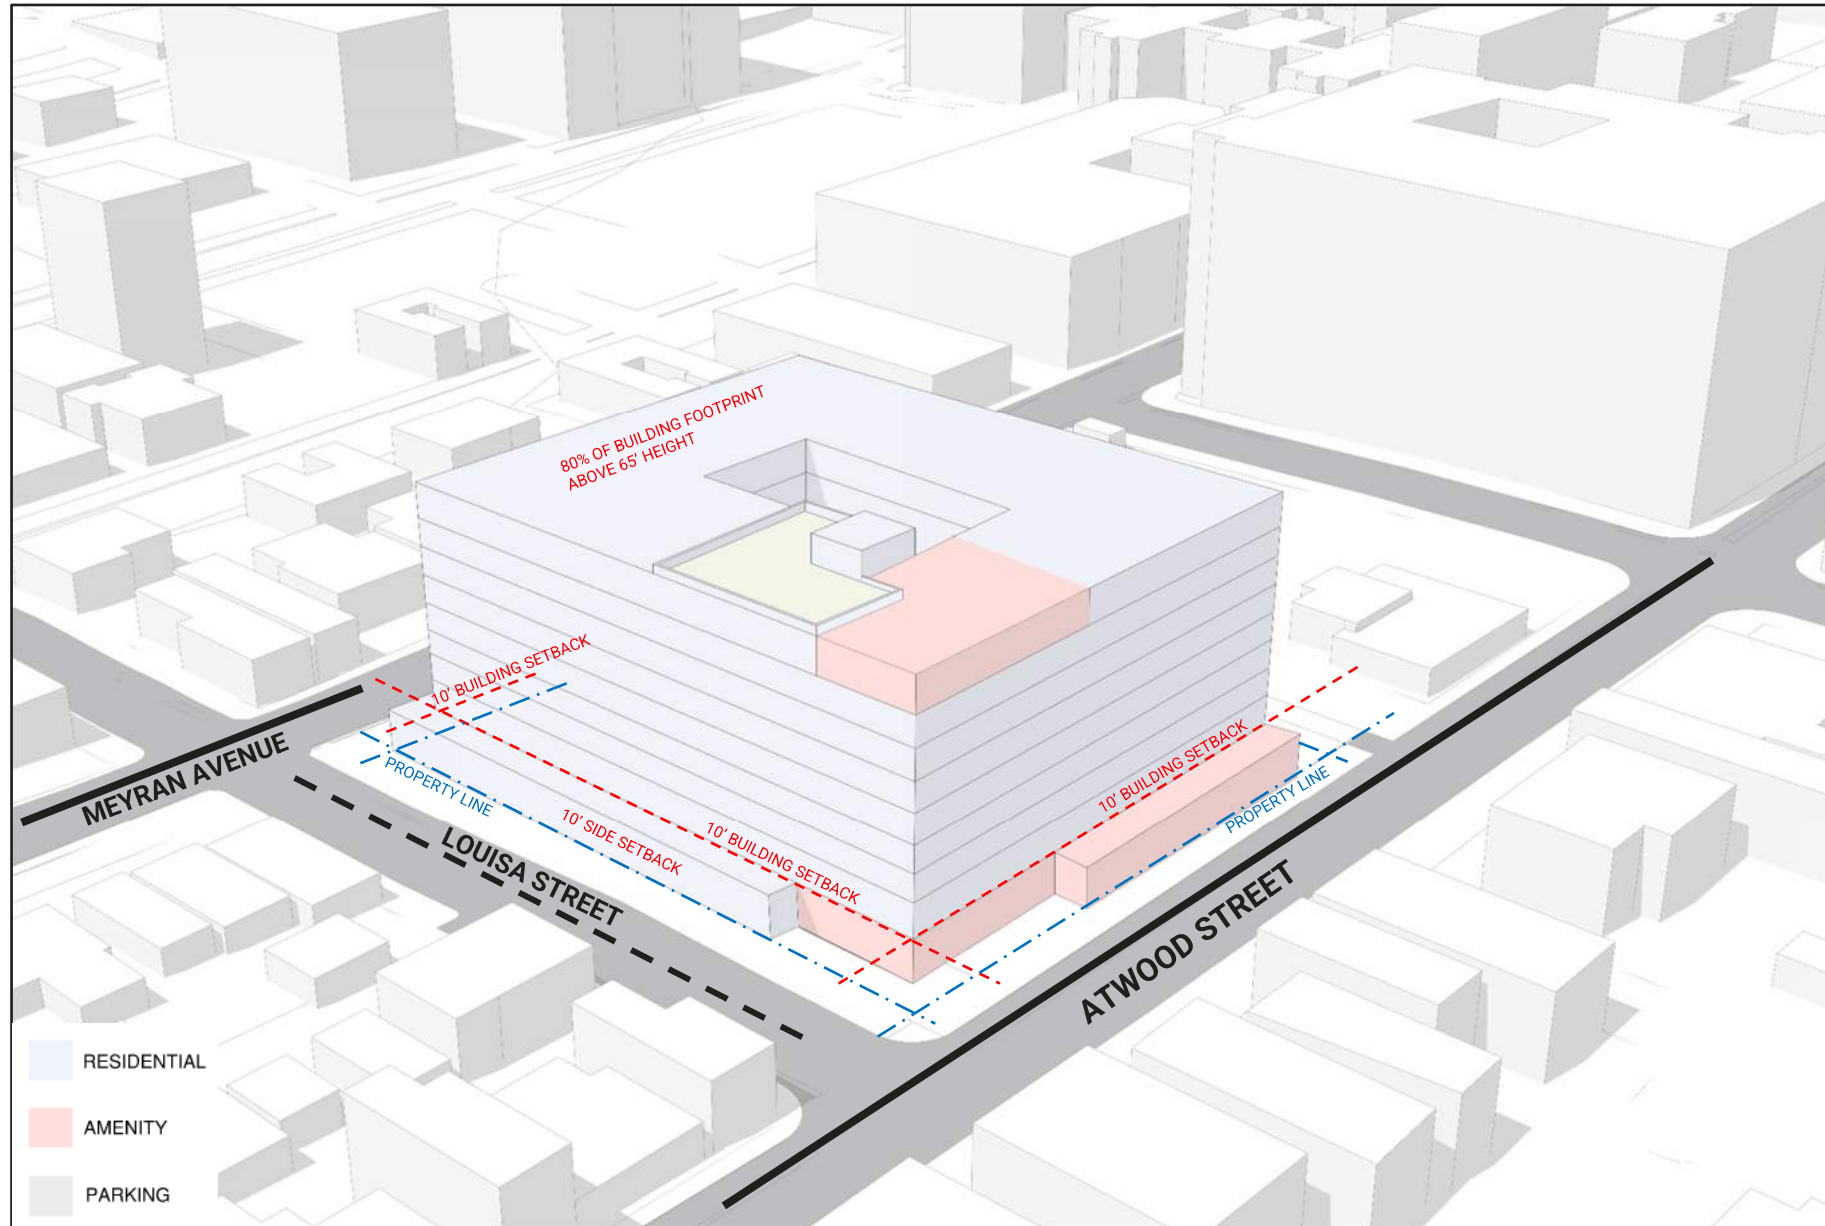 80% OF BUILDING FOOTPRINT
ABOVE 65' HEIGHT
10' BUILDING SETBACK
MEYRAN AVENUE
PROPERTY LINE
10' SIDE SETBACK
10' BUILDING SETBACK
10' BUILDING SETBACK
PROPERTY LINE
LOUISA STREET
ATWOOD STREET
RESIDENTIAL
AMENITY
PARKING